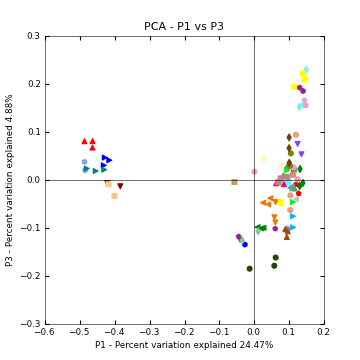 PCA - P1 vs P3
0.3
0.2
0.1
0.0
−0.1
−0.2
−0.3
P3 - Percent variation explained 4.88%
−0.6 −0.5 −0.4 −0.3 −0.2 −0.1 0.0 0.1 0.2
P1 - Percent variation explained 24.47%